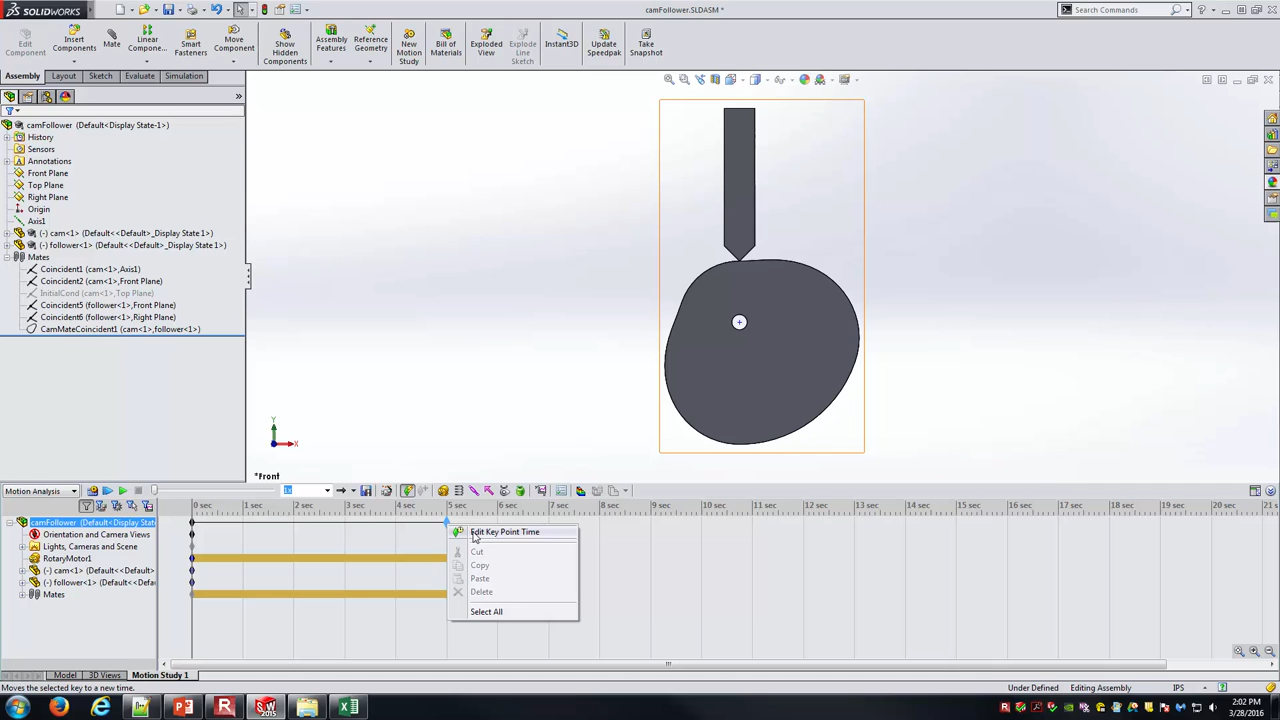 SOLIDWORKS
camFollower.SLDASM *
Search Commands
Edit Component
Insert Components
Mate
Linear Compone...
Smart Fasteners
Move Component
Show Hidden Components
Assembly Features
Reference Geometry
New Motion Study
Bill of Materials
Exploded View
Explode Line Sketch
Instant3D
Update Speedpak
Take Snapshot
Assembly
Layout
Sketch
Evaluate
Simulation
camFollower (Default<Display State-1>)
History
Sensors
Annotations
Front Plane
Top Plane
Right Plane
Origin
Axis1
(-) cam<1> (Default<<Default>_Display State 1>)
(-) follower<1> (Default<<Default>_Display State 1>)
Mates
Coincident1 (cam<1>,Axis1)
Coincident2 (cam<1>,Front Plane)
InitialCond (cam<1>,Top Plane)
Coincident5 (follower<1>,Front Plane)
Coincident6 (follower<1>,Right Plane)
CamMateCoincident1 (cam<1>,follower<1>)
Y
X
*Front
Motion Analysis
1x
0 sec
1 sec
2 sec
3 sec
4 sec
5 sec
6 sec
7 sec
8 sec
9 sec
10 sec
11 sec
12 sec
13 sec
14 sec
15 sec
16 sec
17 sec
18 sec
19 sec
20 sec
21 se
camFollower (Default<Display State
Orientation and Camera Views
Lights, Cameras and Scene
RotaryMotor1
(-) cam<1> (Default<<Default>
(-) follower<1> (Default<<Defa
Mates
Edit Key Point Time
Cut
Copy
Paste
Delete
Select All
Model
3D Views
Motion Study 1
Moves the selected key to a new time.
Under Defined
Editing Assembly
IPS
2:02 PM
3/28/2016